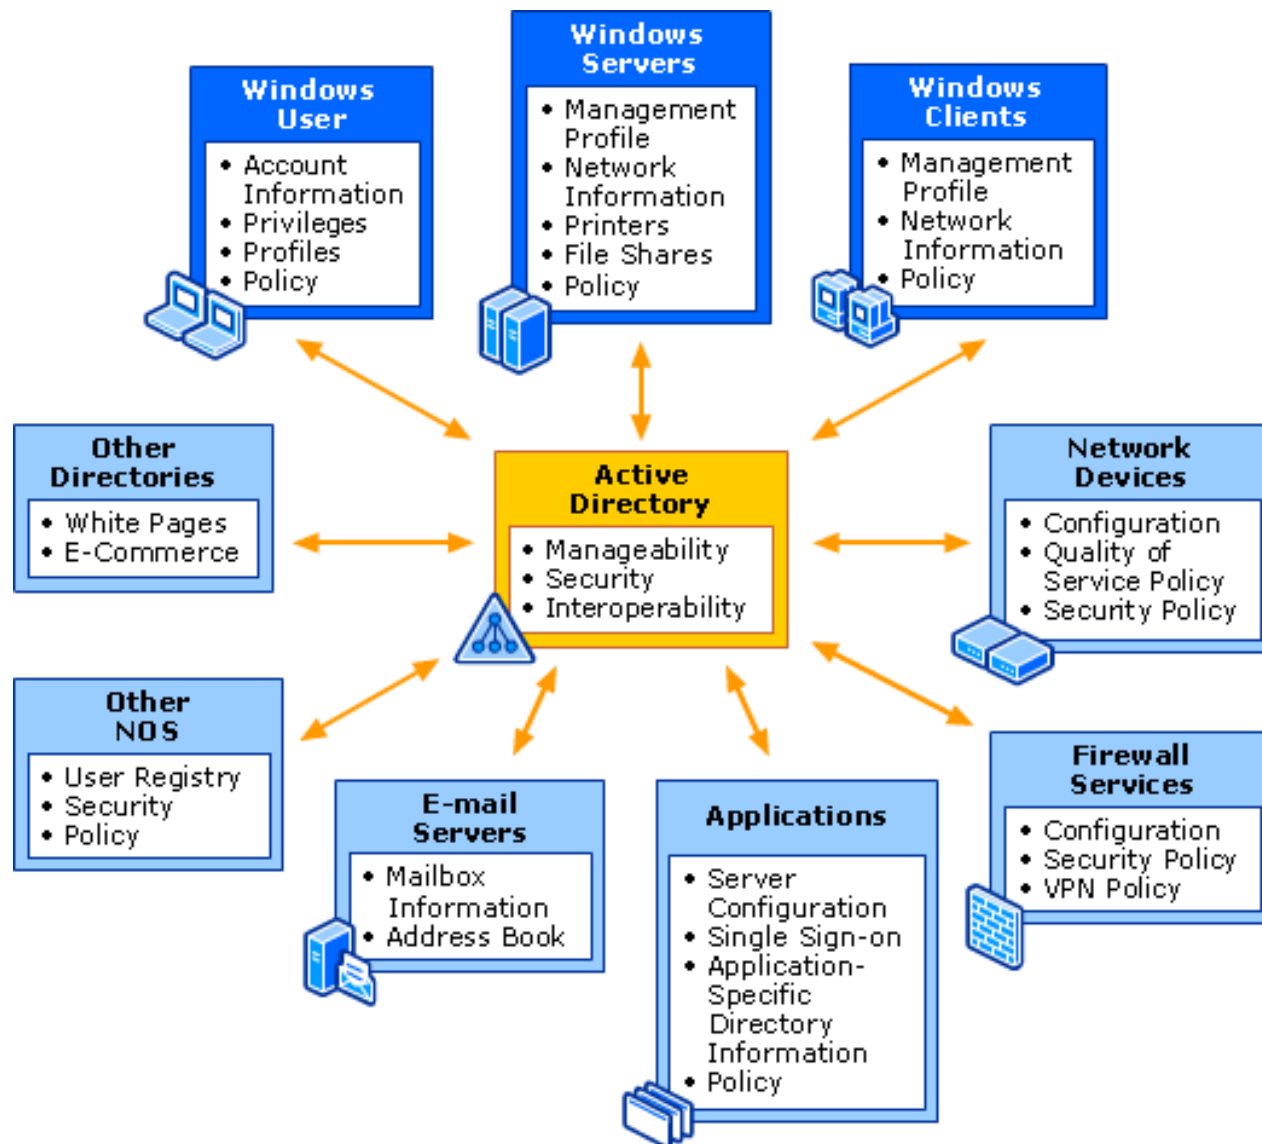 Windows
User
• Account
Information
• Privileges
• Profiles
• Policy
Windows
Servers
• Management
Profile
• Network
Information
• Printers
• File Shares
• Policy
Windows
Clients
• Management
Profile
• Network
Information
• Policy
Other
Directories
• White Pages
• E-Commerce
Active
Directory
• Manageability
• Security
• Interoperability
Network
Devices
• Configuration
• Quality of
Service Policy
• Security Policy
Other
NOS
• User Registry
• Security
• Policy
E-mail
Servers
• Mailbox
Information
• Address Book
Applications
• Server
Configuration
• Single Sign-on
• Application-
Specific
Directory
Information
• Policy
Firewall
Services
• Configuration
• Security Policy
• VPN Policy